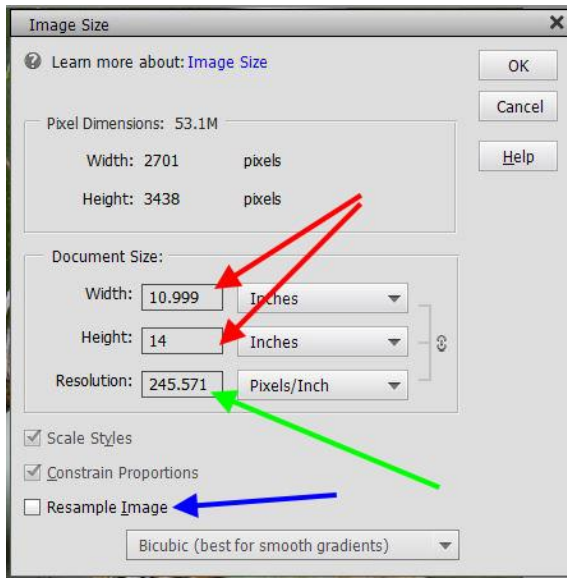 Image Size
Learn more about: Image Size
OK
Cancel
Help
Pixel Dimensions: 53.1M
Width: 2701 pixels
Height: 3438 pixels
Document Size:
Width: 10.999 Inches
Height: 14 Inches
Resolution: 245.571 Pixels/Inch
Scale Styles
Constrain Proportions
Resample Image
Bicubic (best for smooth gradients)